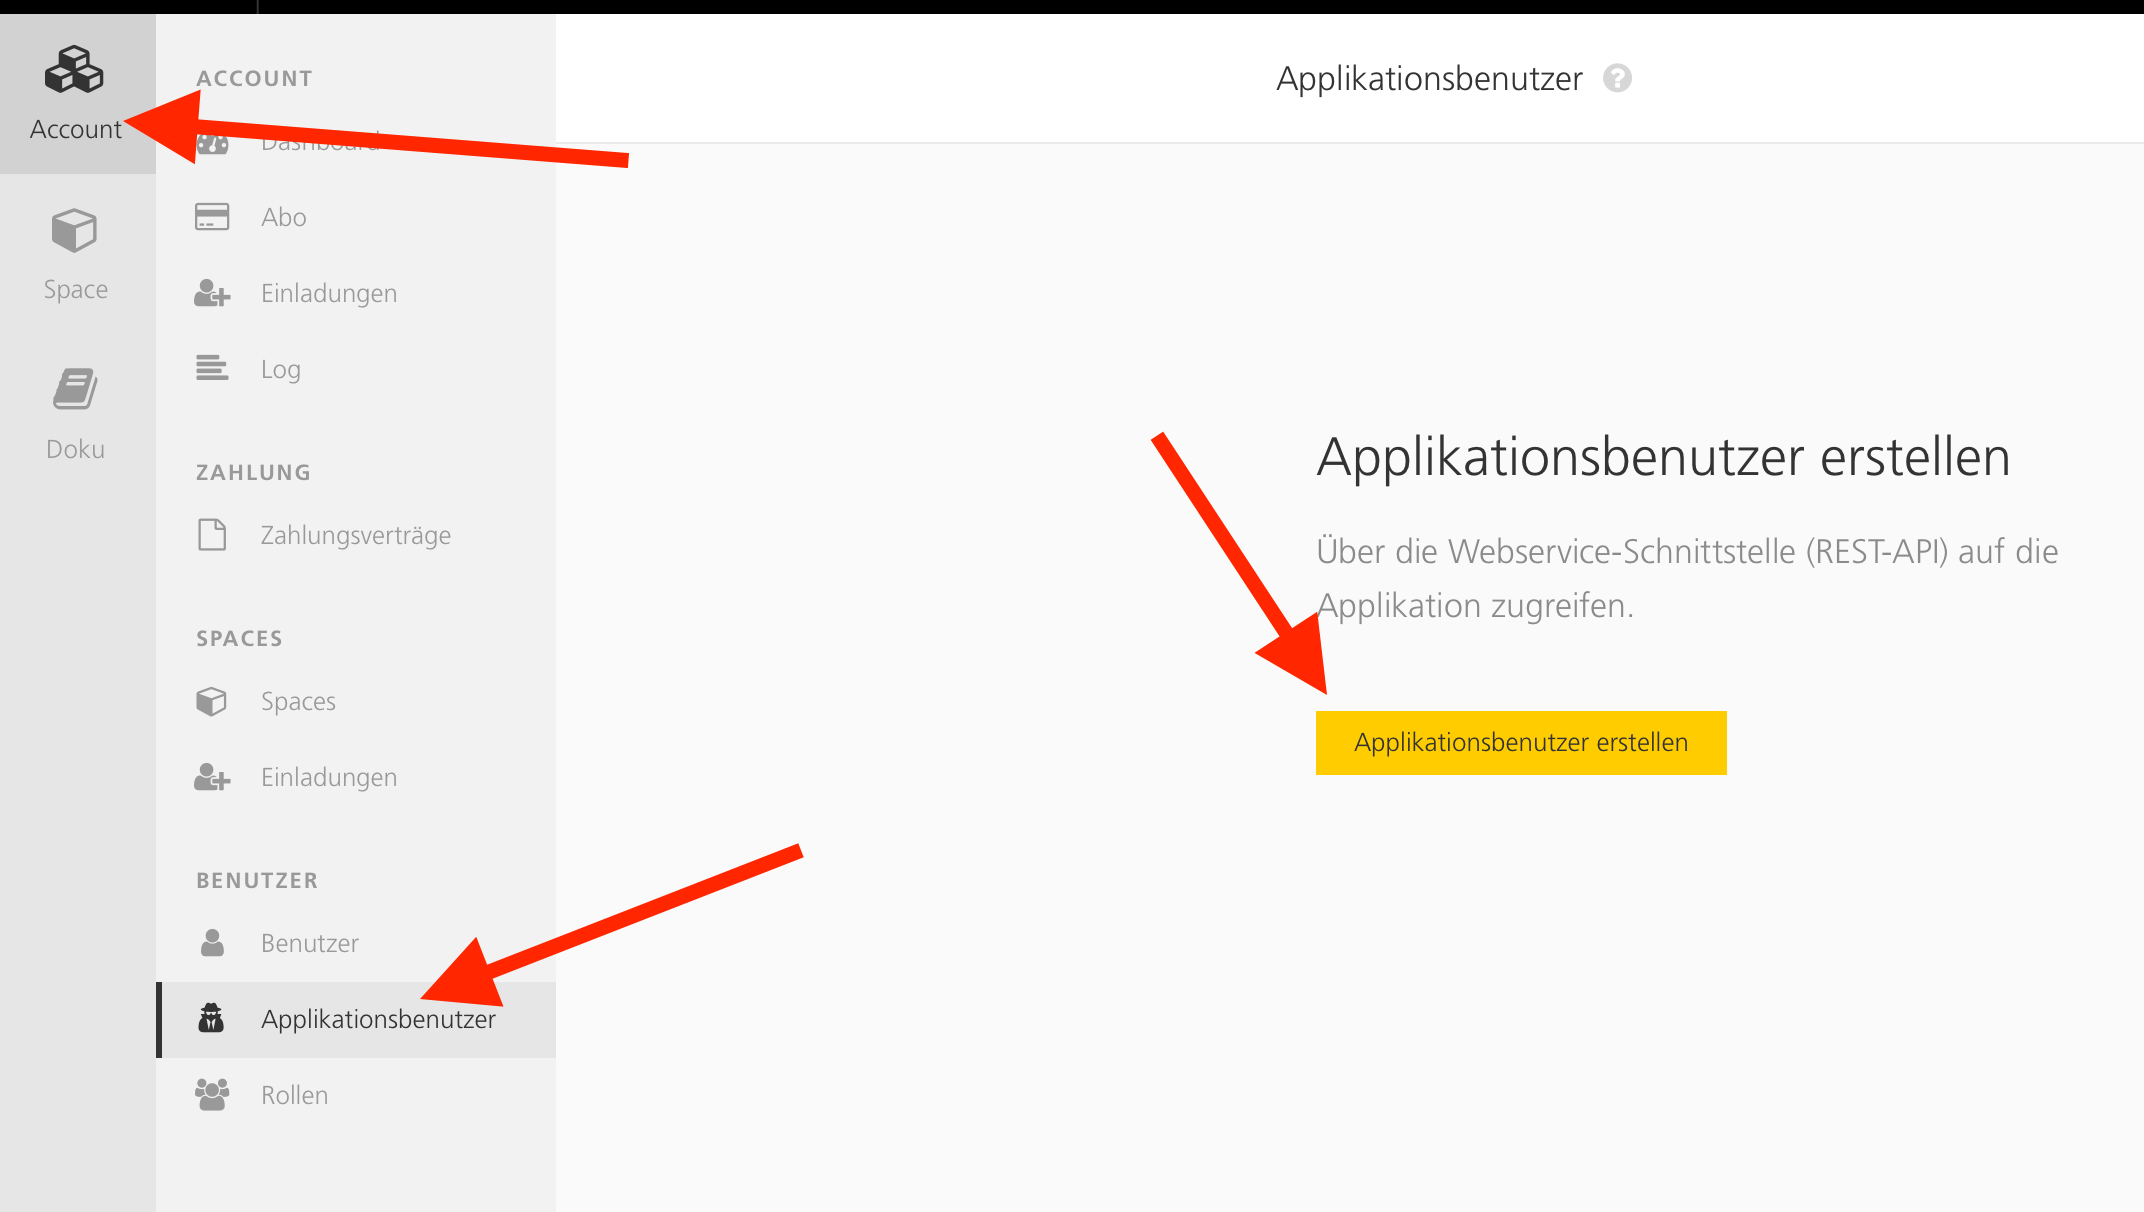 Account
Space
Doku
ACCOUNT
Dashboard
Abo
Einladungen
Log
ZAHLUNG
Zahlungsverträge
SPACES
Spaces
Einladungen
BENUTZER
Benutzer
Applikationsbenutzer
Rollen
Applikationsbenutzer ?
Applikationsbenutzer erstellen
Über die Webservice-Schnittstelle (REST-API) auf die
Applikation zugreifen.
Applikationsbenutzer erstellen